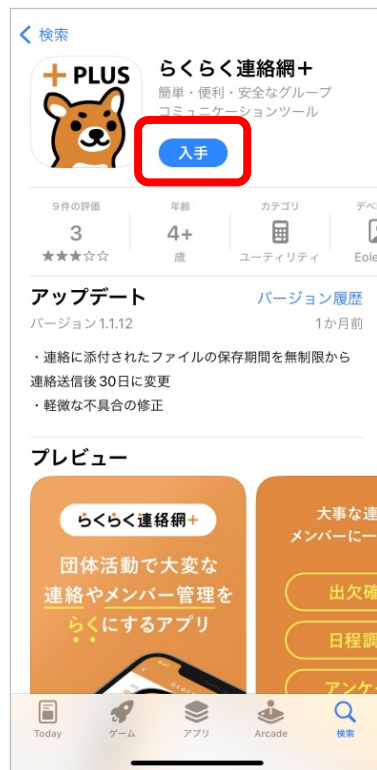 検索
+ PLUS
らくらく連絡網＋
簡単・便利・安全なグループ
コミュニケーションツール
入手
9件の評価
年齢
カテゴリ
デベ
3
4+
★★★☆☆
歳
ユーティリティ
Eole
アップデート
バージョン履歴
バージョン 1.1.12
1か月前
・連絡に添付されたファイルの保存期間を無制限から
連絡送信後30日に変更
・軽微な不具合の修正
プレビュー
らくらく連絡網+
団体活動で大変な
連絡やメンバー管理を
らくにするアプリ
大事な連
メンバーに一
出欠確
日程調
アンケ
Today
ゲーム
アプリ
Arcade
検索